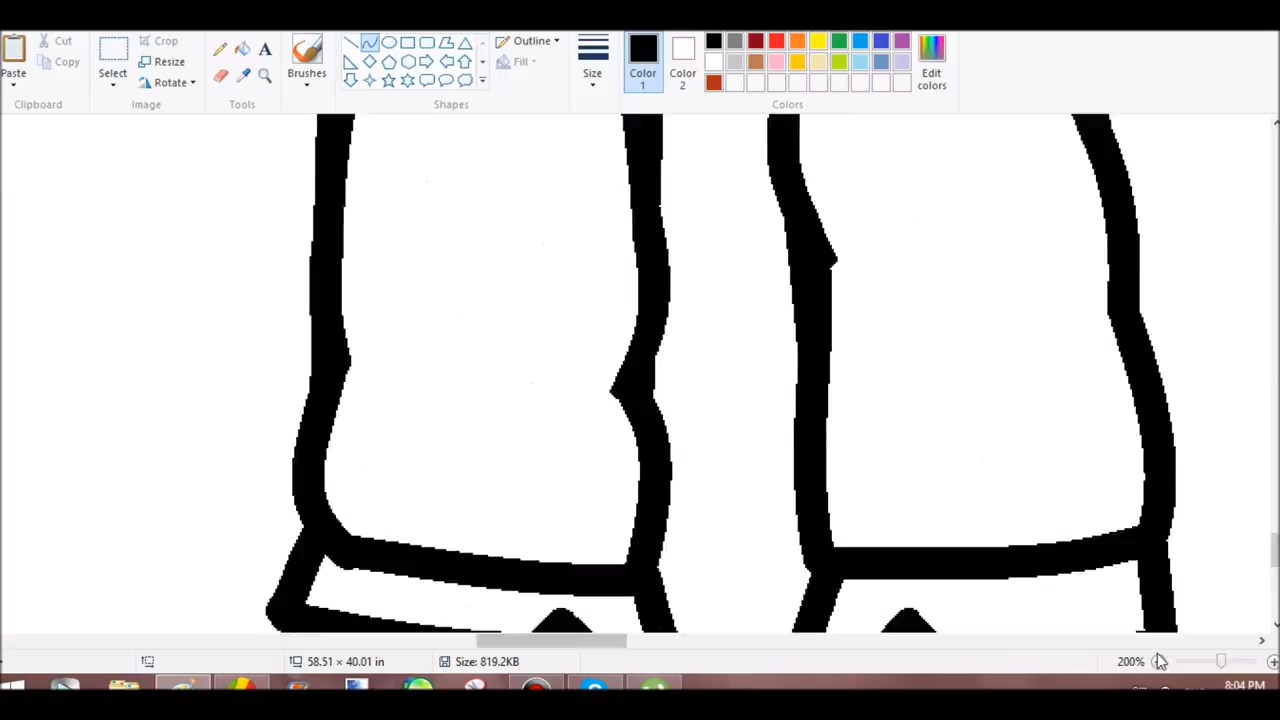 Cut
Copy
Paste
Clipboard
Select
Crop
Resize
Rotate
Image
A
Tools
Brushes
Outline
Fill
Shapes
Size
Color
1
Color
2
Edit
colors
Colors
58.51 × 40.01 in
Size: 819.2KB
200%
8:04 PM